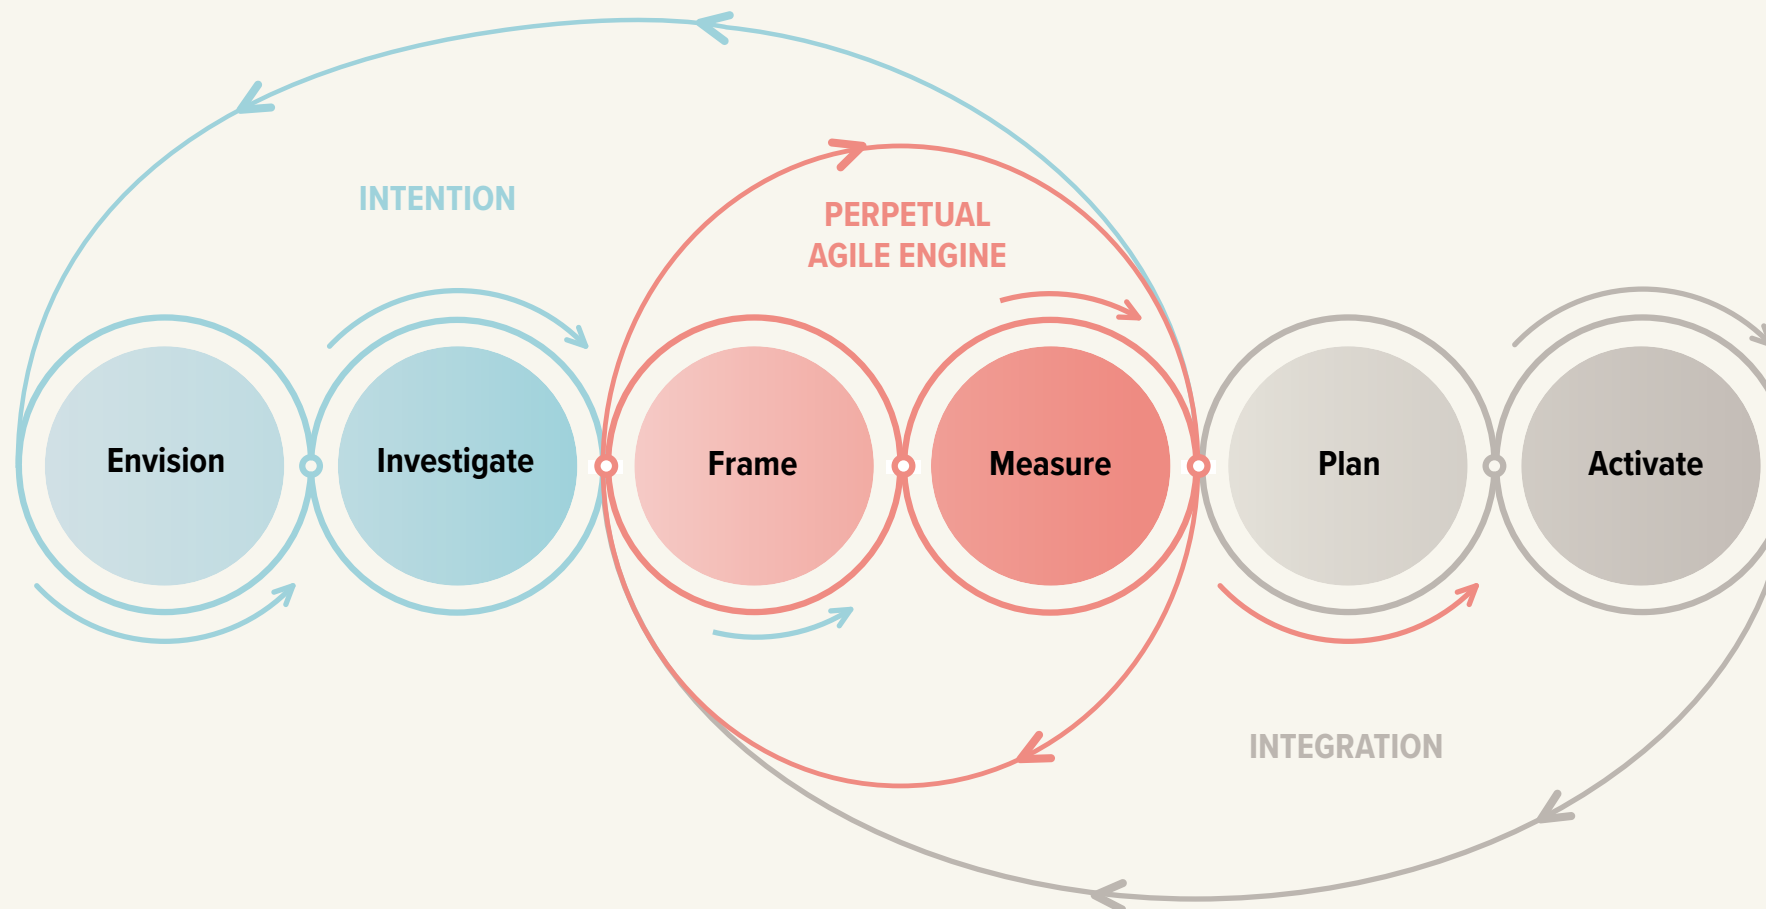 INTENTION
PERPETUAL
AGILE ENGINE
Envision
Investigate
Frame
Measure
Plan
Activate
INTEGRATION